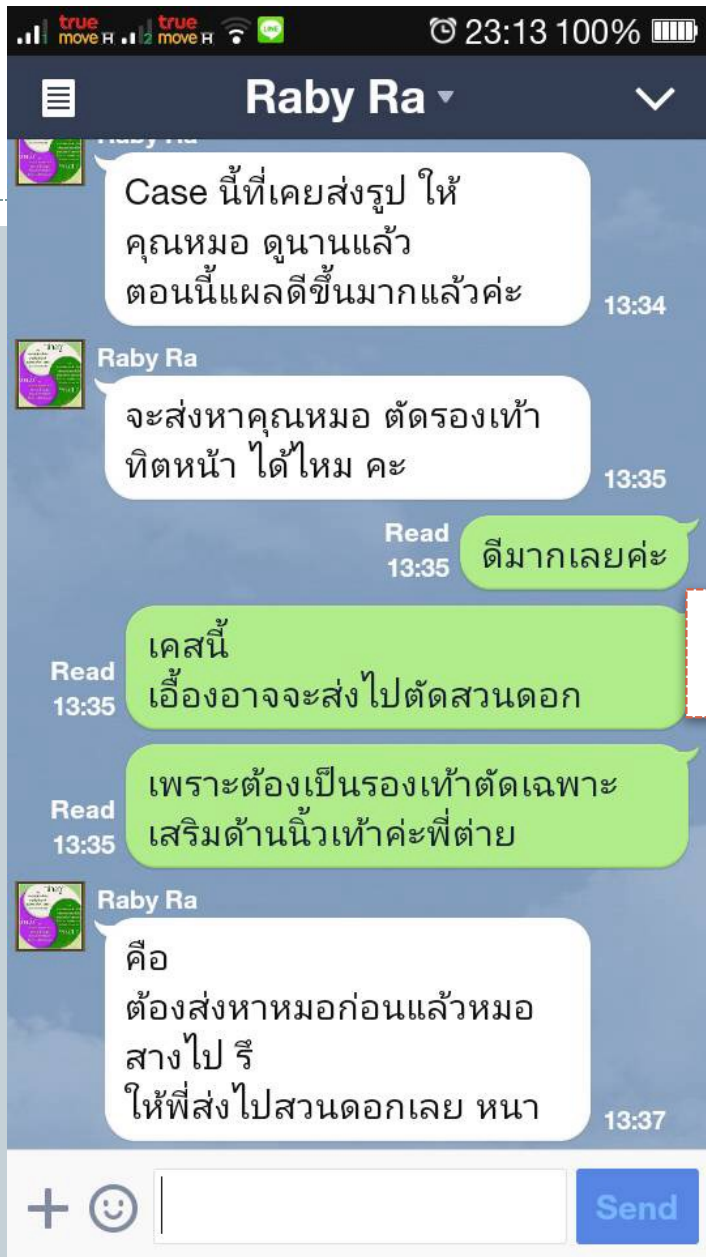 true
move H
1
true
move H
2
LINE
23:13 100%
Raby Ra
Raby Ra
Case นี้ที่เคยส่งรูป ให้
คุณหมอ ดูนานแล้ว
ตอนนี้แผลดีขึ้นมากแล้วค่ะ
13:34
Raby Ra
จะส่งหาคุณหมอ ตัดรองเท้า
ทิตหน้า ได้ไหม คะ
13:35
Read
13:35
ดีมากเลยค่ะ
เคสนี้
เอื้องอาจจะส่งไปตัดสวนดอก
Read
13:35
เพราะต้องเป็นรองเท้าตัดเฉพาะ
เสริมด้านนิ้วเท้าค่ะพี่ต่าย
Read
13:35
Raby Ra
คือ
ต้องส่งหาหมอก่อนแล้วหมอ
สางไป รึ
ให้พี่ส่งไปสวนดอกเลย หนา
13:37
Send